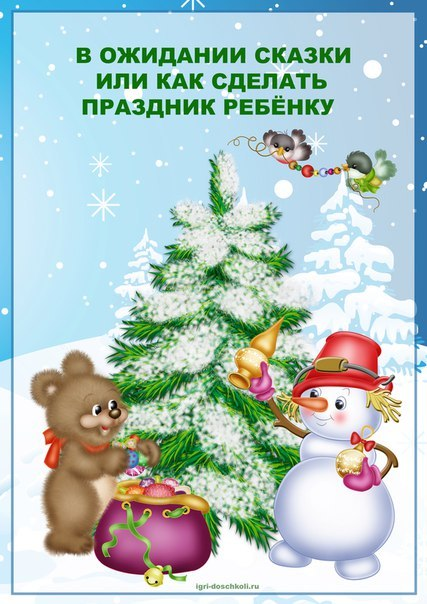 В ОЖИДАНИИ СКАЗКИ
ИЛИ КАК СДЕЛАТЬ
ПРАЗДНИК РЕБЁНКУ
igri-doschkoli.ru